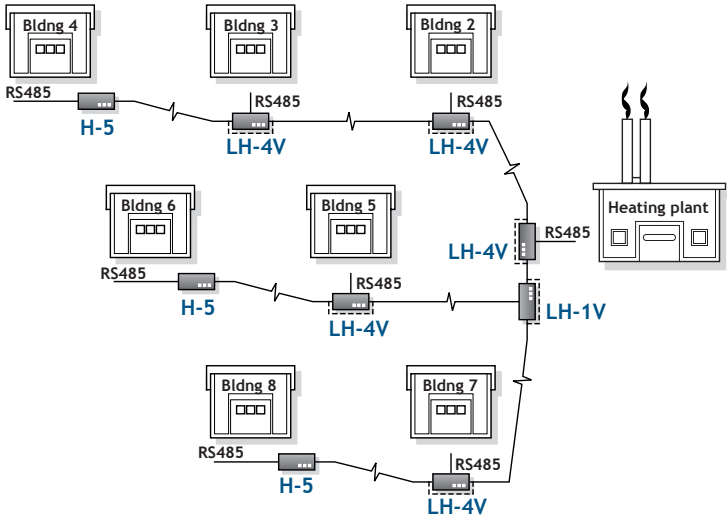 Bldng 4
Bldng 3
Bldng 2
RS485
RS485
RS485
H-5
LH-4V
LH-4V
Bldng 6
Bldng 5
Heating plant
LH-4V
RS485
RS485
RS485
H-5
LH-4V
LH-1V
Bldng 8
Bldng 7
RS485
RS485
H-5
LH-4V